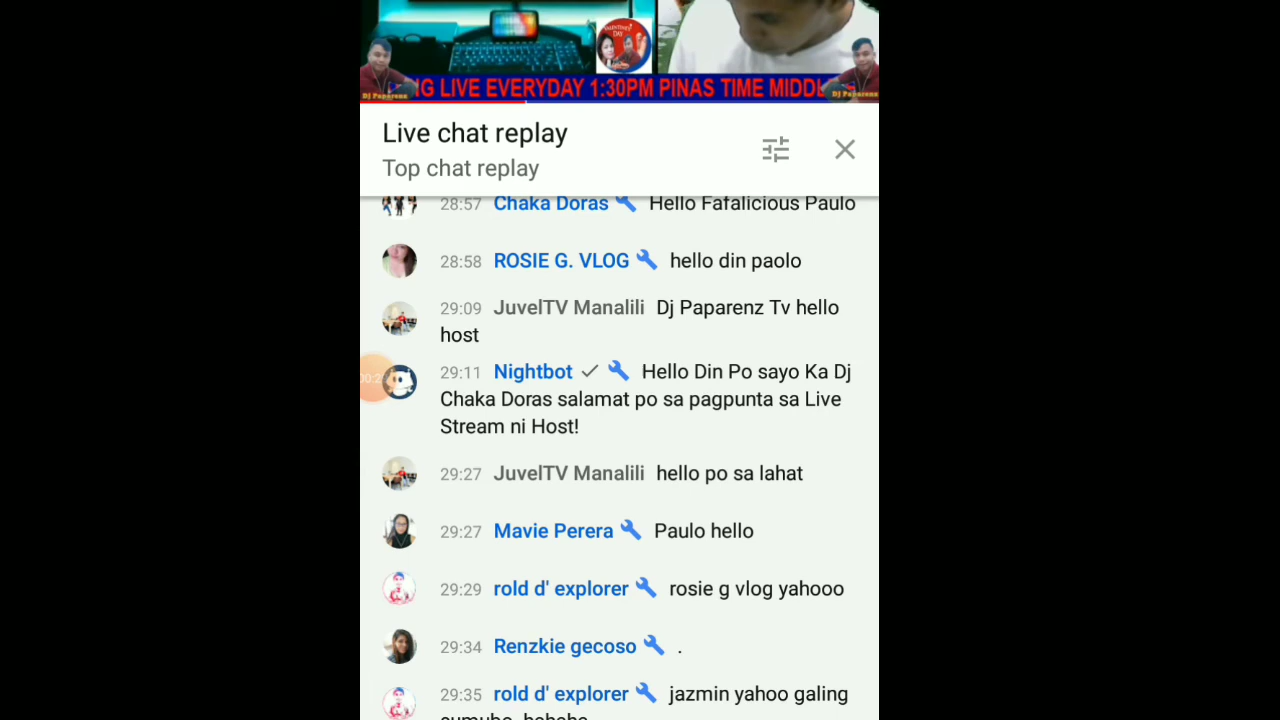 VALENTINE'S
DAY
NG LIVE EVERYDAY 1:30PM PINAS TIME MIDDL
Dj Paparenz
Dj Paparenz
Live chat replay
Top chat replay
28:57 Chaka Doras Hello Fafalicious Paulo
28:58 ROSIE G. VLOG hello din paolo
29:09 JuvelTV Manalili Dj Paparenz Tv hello
host
29:11 Nightbot Hello Din Po sayo Ka Dj
Chaka Doras salamat po sa pagpunta sa Live
Stream ni Host!
29:27 JuvelTV Manalili hello po sa lahat
29:27 Mavie Perera Paulo hello
29:29 rold d' explorer rosie g vlog yahooo
29:34 Renzkie gecoso .
29:35 rold d' explorer jazmin yahoo galing